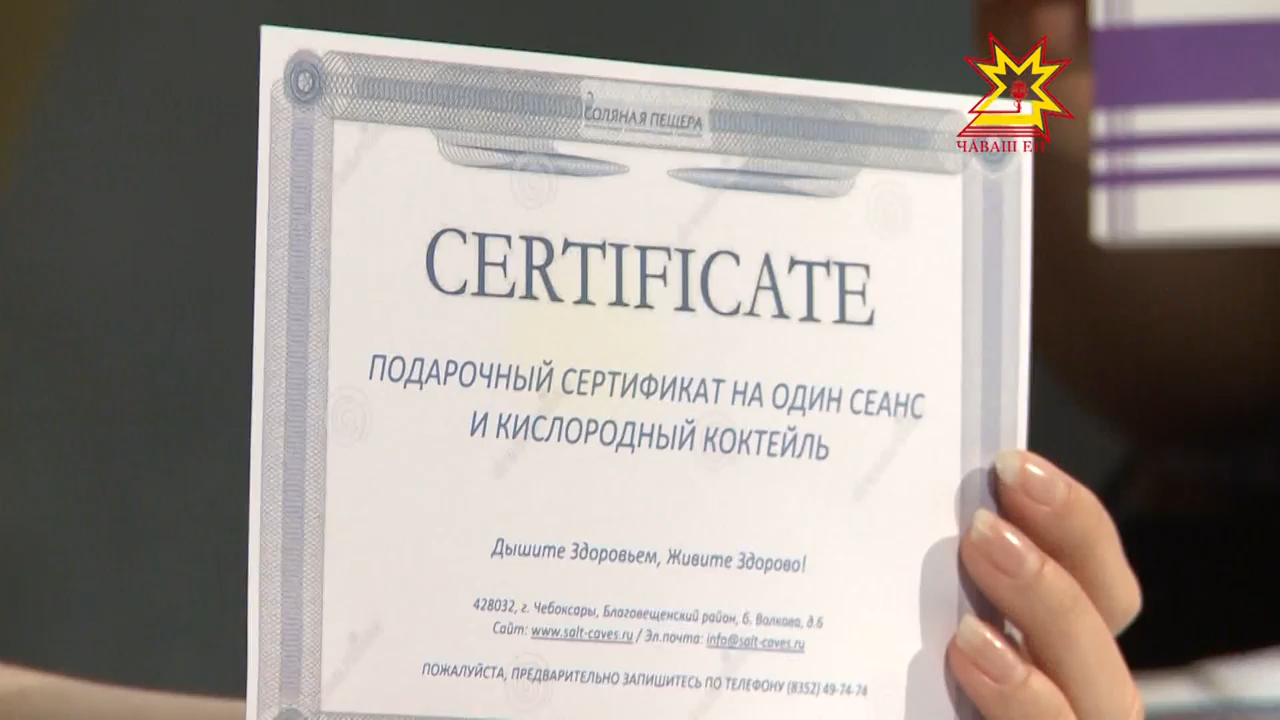 СОЛЯНАЯ ПЕЩЕРА
ЧĂВАШ ЕН
CERTIFICATE
ПОДАРОЧНЫЙ СЕРТИФИКАТ НА ОДИН СЕАНС
И КИСЛОРОДНЫЙ КОКТЕЙЛЬ
Дышите Здоровьем, Живите Здорово!
428032, г. Чебоксары, Благовещенский район, б. Волкова, д.6
Сайт: www.salt-caves.ru / Эл.почта: info@salt-caves.ru
ПОЖАЛУЙСТА, ПРЕДВАРИТЕЛЬНО ЗАПИШИТЕСЬ ПО ТЕЛЕФОНУ (8352) 49-74-74